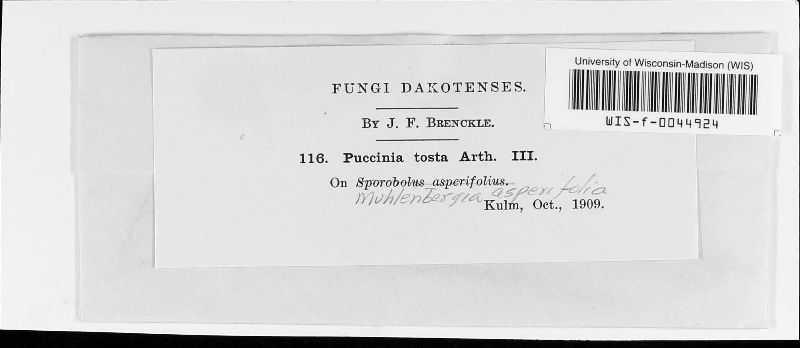 University of Wisconsin-Madison (WIS)
WIS-f-0044924
FUNGI DAKOTENSES.
BY J. F. BRENCKLE.
116. Puccinia tosta Arth. III.
On Sporobolus asperifolius.
Muhlenbergia asperifolia
Kulm, Oct., 1909.